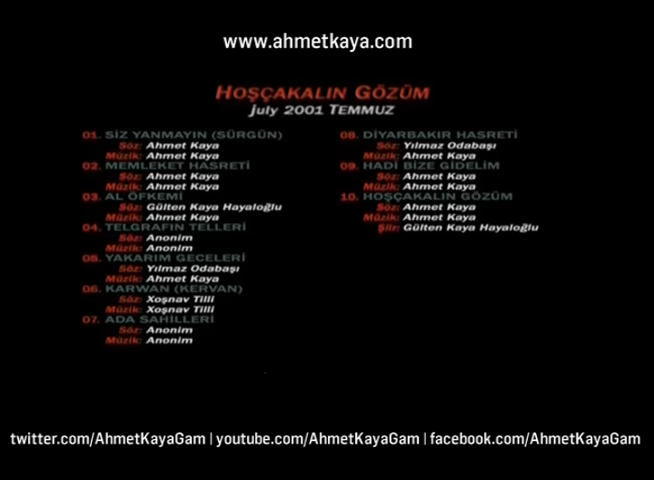 www.ahmetkaya.com
HOŞÇAKALIN GÖZÜM
july 2001 TEMMUZ
01. SİZ YANMAYIN (SÜRGÜN)
Söz: Ahmet Kaya
Müzik: Ahmet Kaya
02. MEMLEKET HASRETİ
Söz: Ahmet Kaya
Müzik: Ahmet Kaya
03. AL ÖFKEMİ
Söz: Gülten Kaya Hayaloğlu
Müzik: Ahmet Kaya
04. TELGRAFIN TELLERİ
Söz: Anonim
Müzik: Anonim
05. YAKARIM GECELERİ
Söz: Yılmaz Odabaşı
Müzik: Ahmet Kaya
06. KARWAN (KERVAN)
Söz: Xoşnav Tilli
Müzik: Xoşnav Tilli
07. ADA SAHİLLERİ
Söz: Anonim
Müzik: Anonim
08. DİYARBAKIR HASRETİ
Söz: Yılmaz Odabaşı
Müzik: Ahmet Kaya
09. HADİ BİZE GİDELİM
Söz: Ahmet Kaya
Müzik: Ahmet Kaya
10. HOŞÇAKALIN GÖZÜM
Söz: Ahmet Kaya
Müzik: Ahmet Kaya
Şiir: Gülten Kaya Hayaloğlu
twitter.com/AhmetKayaGam | youtube.com/AhmetKayaGam | facebook.com/AhmetKayaGam